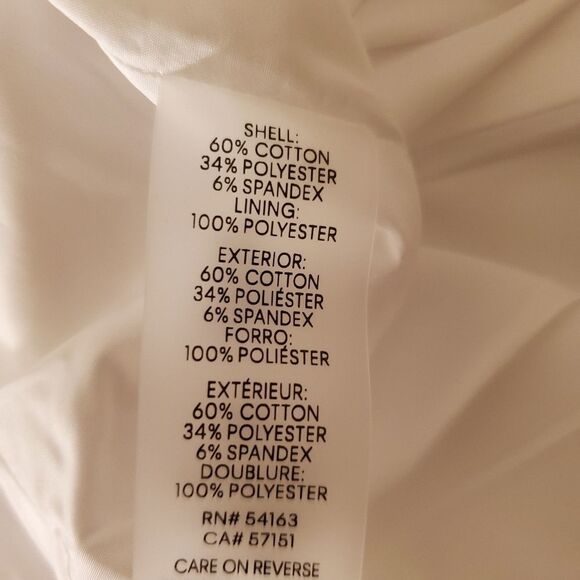 SHELL:
60% COTTON
34% POLYESTER
6% SPANDEX
LINING:
100% POLYESTER
EXTERIOR:
60% COTTON
34% POLIÉSTER
6% SPANDEX
FORRO:
100% POLIÉSTER
EXTÉRIEUR:
60% COTTON
34% POLYESTER
6% SPANDEX
DOUBLURE:
100% POLYESTER
RN# 54163
CA# 57151
CARE ON REVERSE